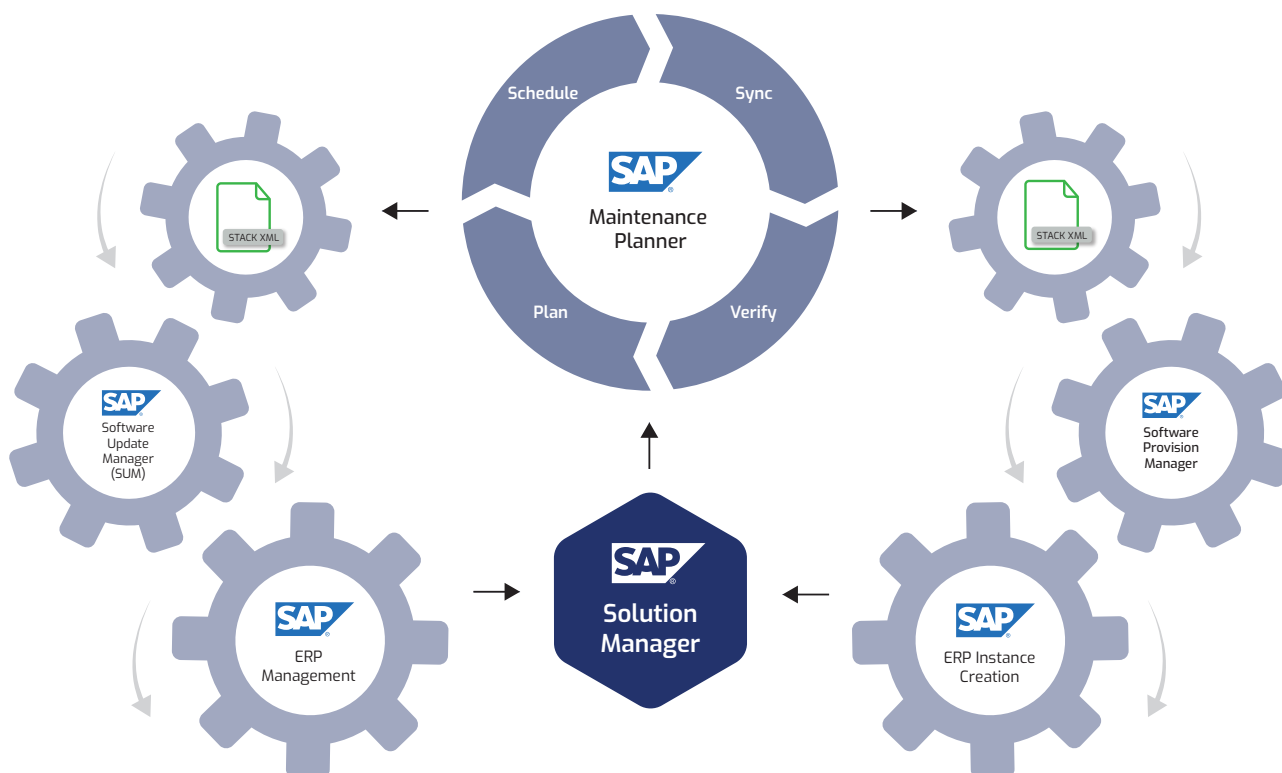 Schedule
Sync
SAP®
Maintenance
Planner
Plan
Verify
STACK XML
STACK XML
SAP®
Software
Update
Manager
(SUM)
SAP®
Software
Provision
Manager
SAP®
ERP
Management
SAP®
Solution
Manager
SAP®
ERP Instance
Creation